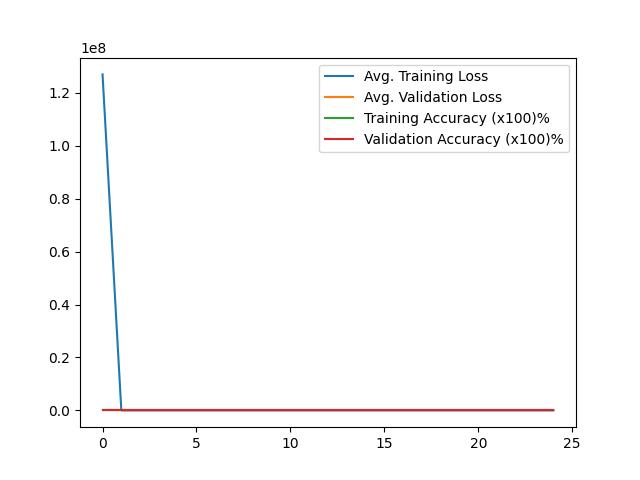 1e8
Avg. Training Loss
Avg. Validation Loss
Training Accuracy (x100)%
Validation Accuracy (x100)%
1.2
1.0
0.8
0.6
0.4
0.2
0.0
0 5 10 15 20 25